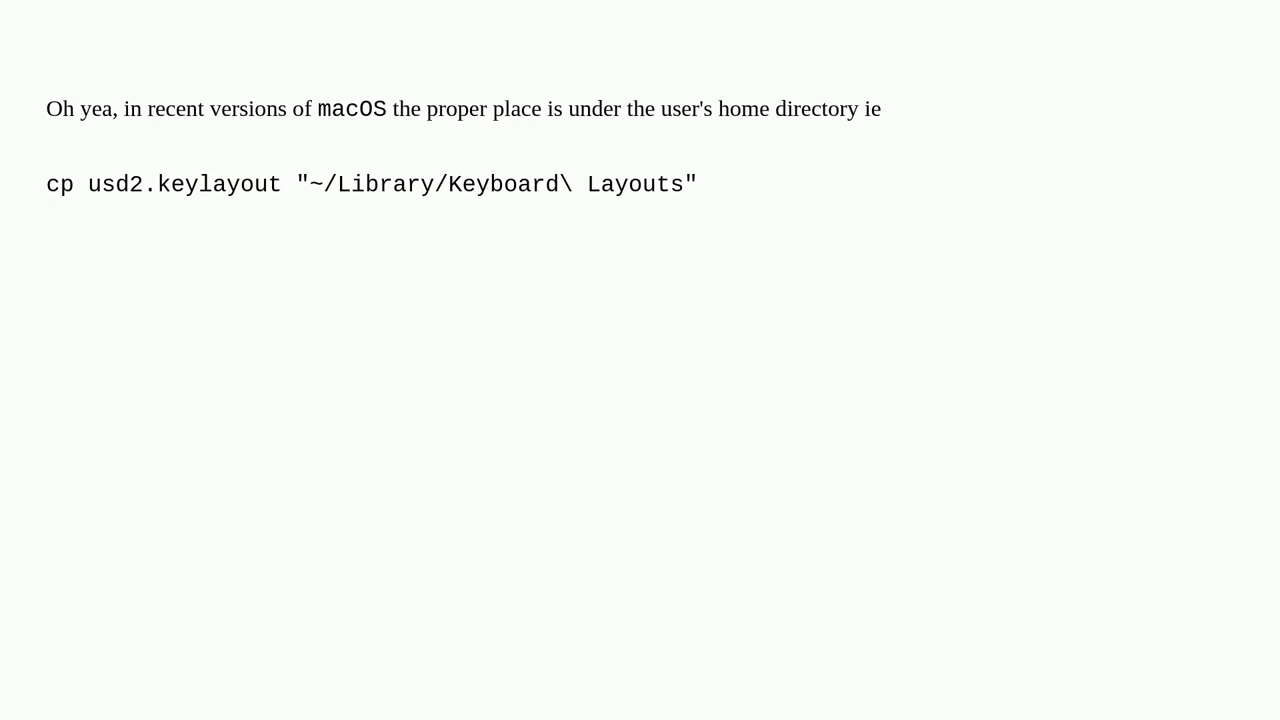 Oh yea, in recent versions of macOS the proper place is under the user's home directory ie
cp usd2.keylayout "~/Library/Keyboard\ Layouts"